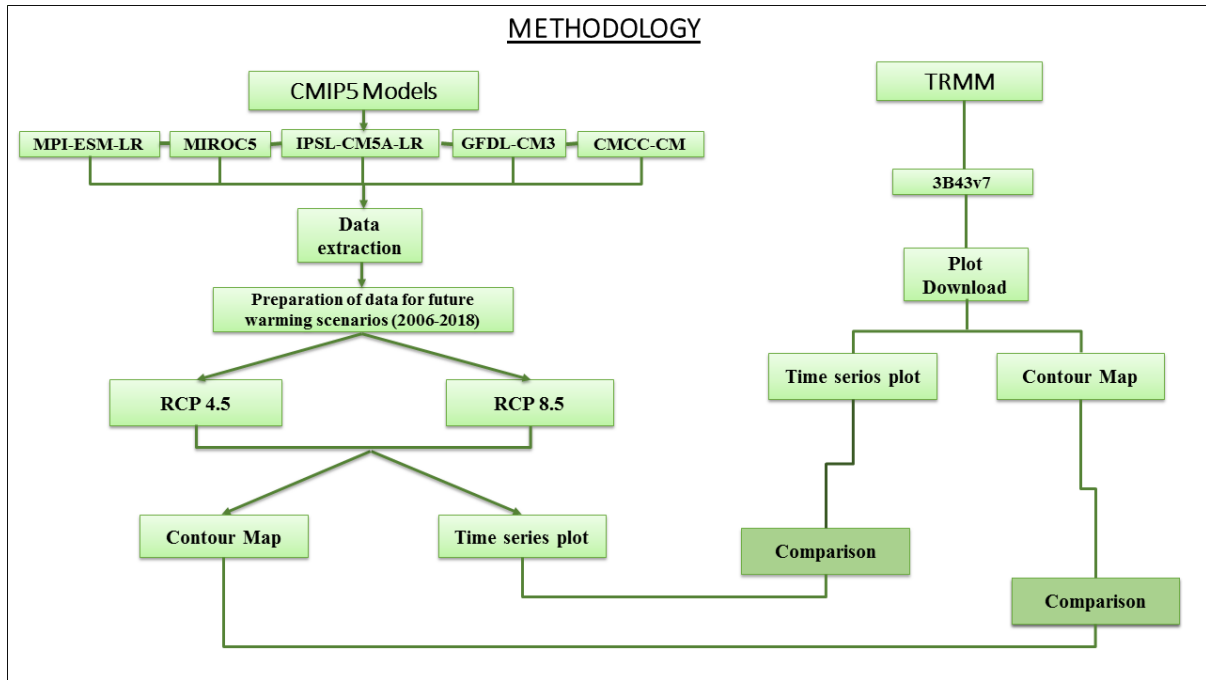 METHODOLOGY
CMIP5 Models
MPI-ESM-LR
MIROC5
IPSL-CM5A-LR
GFDL-CM3
CMCC-CM
Data
extraction
Preparation of data for future
warming scenarios (2006-2018)
RCP 4.5
RCP 8.5
Contour Map
Time series plot
TRMM
3B43v7
Plot
Download
Time serios plot
Contour Map
Comparison
Comparison